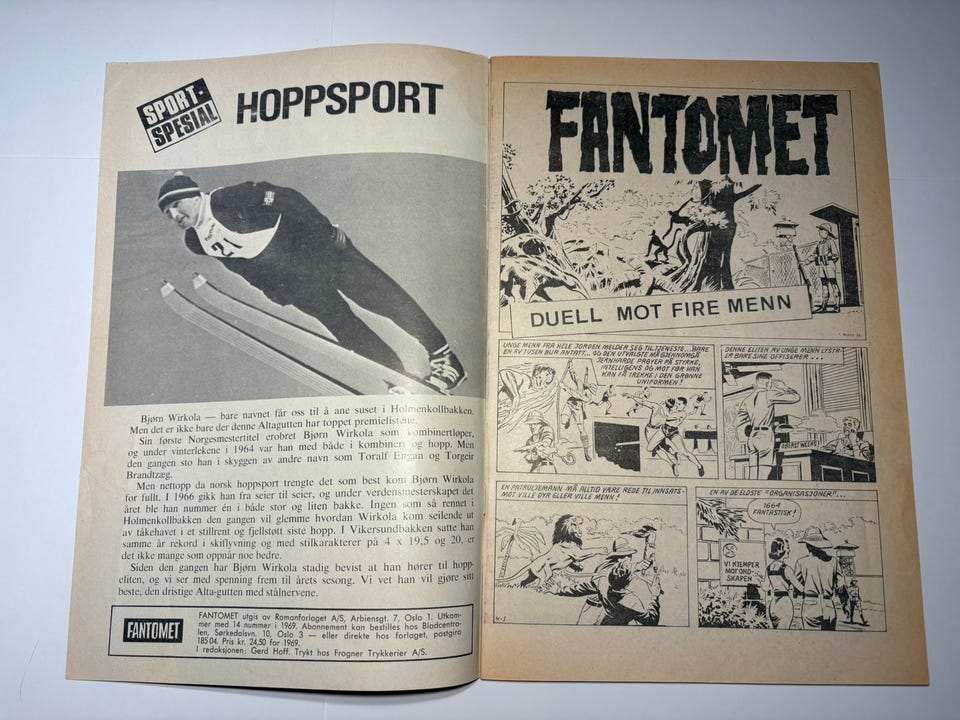 SPORT-
SPESIAL
HOPPSPORT
21
Bjørn Wirkola — bare navnet får oss til å ane suset i Holmenkollbakken.
Men det er ikke bare der denne Altagutten har toppet premielistene.
Sin første Norgesmestertitel erobret Bjørn Wirkola som kombinertløper,
og under vinterlekene i 1964 var han med både i kombinert og hopp. Men
den gangen sto han i skyggen av andre navn som Toralf Engan og Torgeir
Brandtzæg.
Men nettopp da norsk hoppsport trengte det som best kom Bjørn Wirkola
for fullt. I 1966 gikk han fra seier til seier, og under verdensmesterskapet det
året ble han nummer én i både stor og liten bakke. Ingen som så rennet i
Holmenkollbakken den gangen vil glemme hvordan Wirkola kom seilende ut
av tåkehavet i et stillrent og fjellstøtt siste hopp. I Vikersundbakken satte han
samme år rekord i skiflyvning og med stilkarakterer på 4 x 19,5 og 20, er
det ikke mange som oppnår noe bedre.
Siden den gangen har Bjørn Wirkola stadig bevist at han hører til hopp-
eliten, og vi ser med spenning frem til årets sesong. Vi vet han vil gjøre sitt
beste, den dristige Alta-gutten med stålnervene.
FANTOMET
FANTOMET utgis av Romanforlaget A/S, Arbiensgt. 7, Oslo 1. Utkom-
mer med 14 nummer i 1969. Abonnement kan bestilles hos Bladcentra-
len, Sørkedalsvn. 10, Oslo 3 — eller direkte hos forlaget, postgiro
185 04. Pris kr. 24,50 for 1969.
I redaksjonen: Gerd Hoff. Trykt hos Frogner Trykkerier A/S.
FANTOMET
DUELL MOT FIRE MENN
UNGE MENN FRA HELE JORDEN MELDER SEG TIL TJENESTE... BARE
EN AV TUSEN BLIR ANTATT... OG DEN UTVALGTE MÅ GJENNOMGÅ
JERNHARDE PRØVER PÅ STYRKE,
INTELLIGENS OG MOT FØR HAN
KAN FÅ TREKKE I DEN GRØNNE
UNIFORMEN!
DENNE ELITEN AV UNGE MENN LYSTR-
ER BARE SINE OFFISERER...
OBERST WEEKS
EN PATRULJEMANN MÅ ALLTID VÆRE REDE TIL INNSATS-
MOT VILLE DYR ELLER VILLE MENN!
EN AV DE ELDSTE "ORGANISASJONER"...
1664
FANTASTISK!
VI KJEMPER
MOT OND-
SKAPEN
4-3